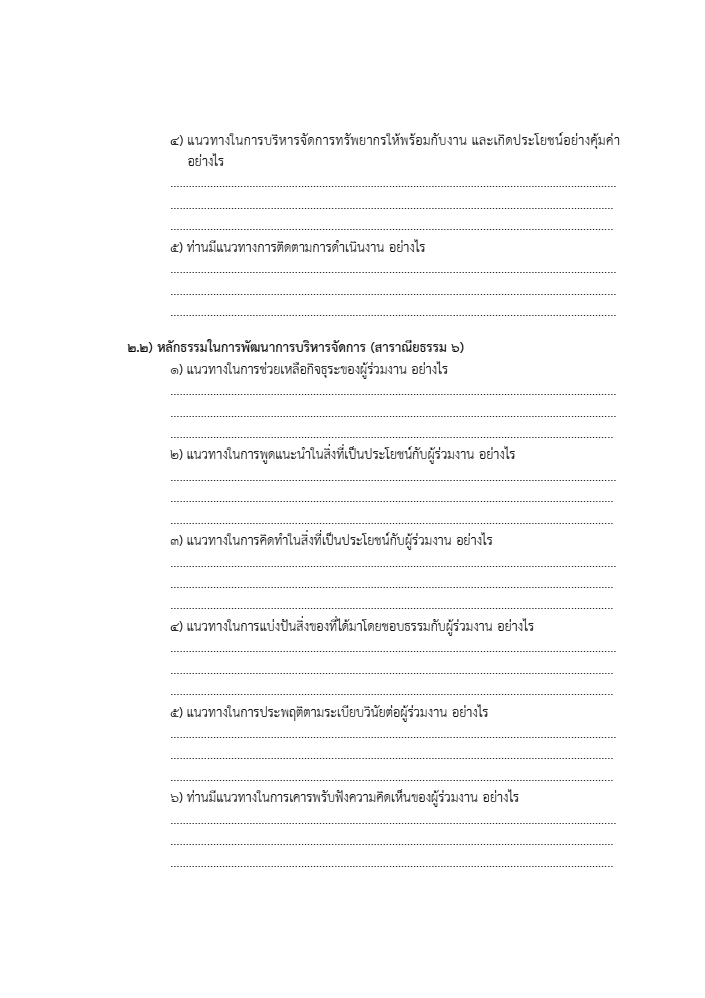 ๔) แนวทางในการบริหารจัดการทรัพยากรให้พร้อมกับงาน และเกิดประโยชน์อย่างคุ้มค่า
อย่างไร
........................................................................................................................
........................................................................................................................
........................................................................................................................
๕) ท่านมีแนวทางการติดตามการดำเนินงาน อย่างไร
........................................................................................................................
........................................................................................................................
........................................................................................................................
๒.๒) หลักธรรมในการพัฒนาการบริหารจัดการ (สาราณียธรรม ๖)
๑) แนวทางในการช่วยเหลือกิจธุระของผู้ร่วมงาน อย่างไร
........................................................................................................................
........................................................................................................................
........................................................................................................................
๒) แนวทางในการพูดแนะนำในสิ่งที่เป็นประโยชน์กับผู้ร่วมงาน อย่างไร
........................................................................................................................
........................................................................................................................
........................................................................................................................
๓) แนวทางในการคิดทำในสิ่งที่เป็นประโยชน์กับผู้ร่วมงาน อย่างไร
........................................................................................................................
........................................................................................................................
........................................................................................................................
๔) แนวทางในการแบ่งปันสิ่งของที่ได้มาโดยชอบธรรมกับผู้ร่วมงาน อย่างไร
........................................................................................................................
........................................................................................................................
........................................................................................................................
๕) แนวทางในการประพฤติตามระเบียบวินัยต่อผู้ร่วมงาน อย่างไร
........................................................................................................................
........................................................................................................................
........................................................................................................................
๖) ท่านมีแนวทางในการเคารพรับฟังความคิดเห็นของผู้ร่วมงาน อย่างไร
........................................................................................................................
........................................................................................................................
........................................................................................................................